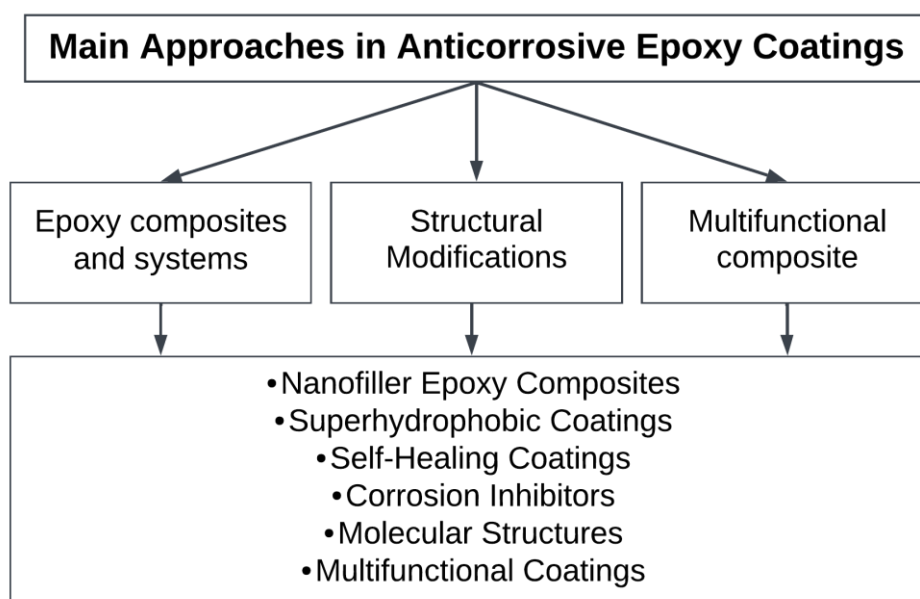 Main Approaches in Anticorrosive Epoxy Coatings
Epoxy composites
and systems
Structural
Modifications
Multifunctional
composite
•Nanofiller Epoxy Composites
•Superhydrophobic Coatings
•Self-Healing Coatings
•Corrosion Inhibitors
•Molecular Structures
•Multifunctional Coatings